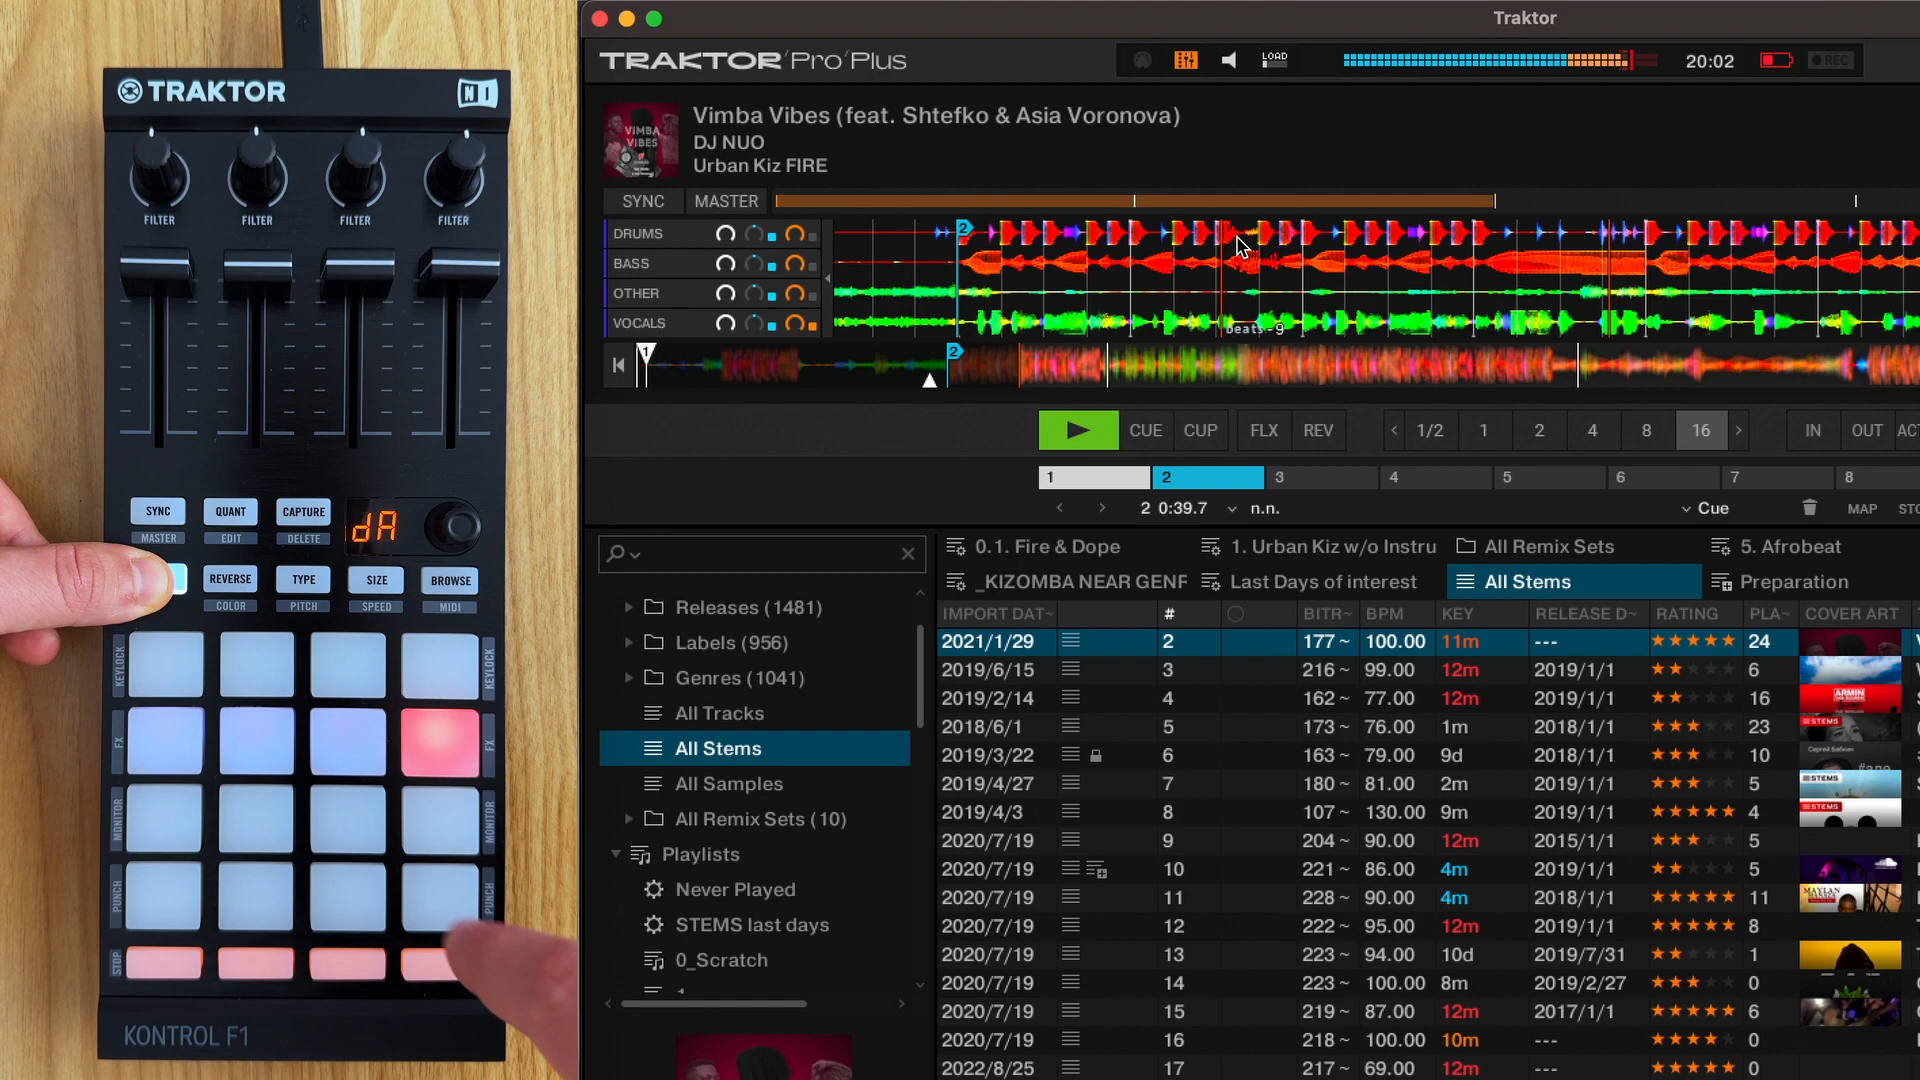 TRAKTOR
NI
FILTER FILTER FILTER FILTER
SYNC QUANT CAPTURE dA
MASTER EDIT DELETE
REVERSE TYPE SIZE BROWSE
COLOR PITCH SPEED MIDI
KEYLOCK KEYLOCK
FX FX
MONITOR MONITOR
PUNCH PUNCH
STOP
KONTROL F1
Traktor
TRAKTOR Pro Plus LOAD 20:02 REC
VIMBA VIBES
Vimba Vibes (feat. Shtefko & Asia Voronova)
DJ NUO
Urban Kiz FIRE
SYNC MASTER
DRUMS 2
BASS
OTHER
VOCALS
Beats -9
1 2
CUE CUP FLX REV < 1/2 1 2 4 8 16 > IN OUT
1 2 3 4 5 6 7 8
< > 2 0:39.7 n.n. Cue MAP
0.1. Fire & Dope 1. Urban Kiz w/o Instru All Remix Sets 5. Afrobeat
_KIZOMBA NEAR GENF Last Days of interest All Stems Preparation
Releases (1481)
Labels (956)
Genres (1041)
All Tracks
All Stems
All Samples
All Remix Sets (10)
Playlists
Never Played
STEMS last days
0_Scratch
IMPORT DAT~ # BITR~ BPM KEY RELEASE D~ RATING PLA~ COVER ART
2021/1/29 2 177 ~ 100.00 11m --- 24
2019/6/15 3 216 ~ 99.00 12m 2019/1/1 6
2019/2/14 4 162 ~ 77.00 12m 2019/1/1 16 ARMIN
2018/6/1 5 173 ~ 76.00 1m 2018/1/1 23 STEMS
2019/3/22 6 163 ~ 79.00 9d 2018/1/1 10 Сергей Бабкин
2019/4/27 7 180 ~ 81.00 2m 2019/1/1 5 STEMS
2019/4/3 8 107 ~ 130.00 9m 2019/1/1 4 STEMS
2020/7/19 9 204 ~ 90.00 12m 2015/1/1 5
2020/7/19 10 221 ~ 86.00 4m 2019/1/1 5
2020/7/19 11 228 ~ 90.00 4m 2018/1/1 11 MAYLAN
2020/7/19 12 222 ~ 95.00 12m 2019/1/1 8
2020/7/19 13 223 ~ 94.00 10d 2019/7/31 1
2020/7/19 14 223 ~ 100.00 8m 2019/2/27 0
2020/7/19 15 219 ~ 87.00 12m 2017/1/1 6
2020/7/19 16 218 ~ 100.00 10m --- 0
2022/8/25 17 217 ~ 69.00 12m --- 0